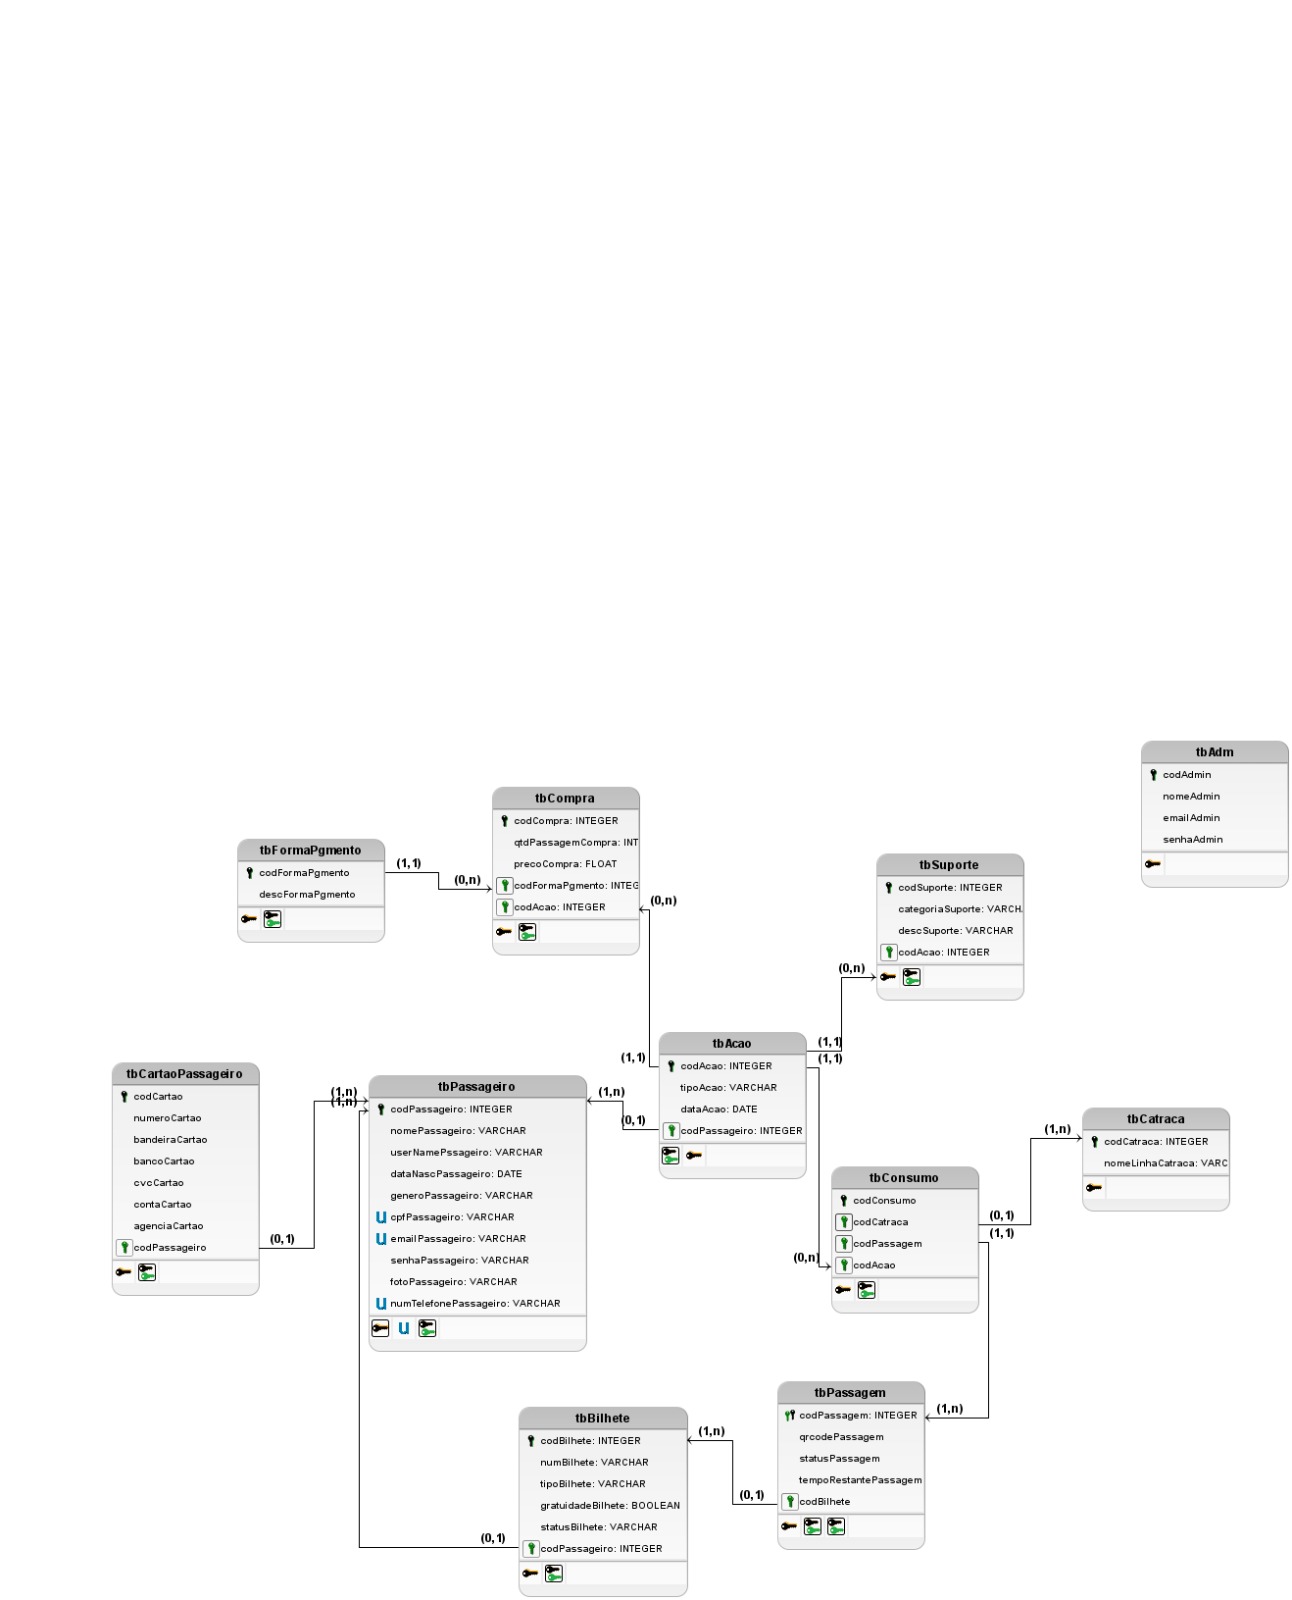 tbAdm
codAdmin
nomeAdmin
emailAdmin
senhaAdmin
tbCompra
codCompra: INTEGER
qtdPassagemCompra: INT
precoCompra: FLOAT
codFormaPgmento: INTEG
codAcao: INTEGER
tbFormaPgmento
codFormaPgmento
descFormaPgmento
(1,1)
(0,n)
(0,n)
tbSuporte
codSuporte: INTEGER
categoriaSuporte: VARCH
descSuporte: VARCHAR
codAcao: INTEGER
(0,n)
tbAcao
codAcao: INTEGER
tipoAcao: VARCHAR
dataAcao: DATE
codPassageiro: INTEGER
(1,1)
(1,1)
(1,1)
tbCartaoPassageiro
codCartao
numeroCartao
bandeiraCartao
bancoCartao
cvcCartao
contaCartao
agenciaCartao
codPassageiro
(0,1)
(1,n)
(1,n)
tbPassageiro
codPassageiro: INTEGER
nomePassageiro: VARCHAR
userNamePssageiro: VARCHAR
dataNascPassageiro: DATE
generoPassageiro: VARCHAR
u cpfPassageiro: VARCHAR
u emailPassageiro: VARCHAR
senhaPassageiro: VARCHAR
fotoPassageiro: VARCHAR
u numTelefonePassageiro: VARCHAR
u
(1,n)
(0,1)
tbCatraca
codCatraca: INTEGER
nomeLinhaCatraca: VARC
(1,n)
tbConsumo
codConsumo
codCatraca
codPassagem
codAcao
(0,1)
(1,1)
(0,n)
tbPassagem
codPassagem: INTEGER
qrcodePassagem
statusPassagem
tempoRestantePassagem
codBilhete
(1,n)
tbBilhete
codBilhete: INTEGER
numBilhete: VARCHAR
tipoBilhete: VARCHAR
gratuidadeBilhete: BOOLEAN
statusBilhete: VARCHAR
codPassageiro: INTEGER
(1,n)
(0,1)
(0,1)